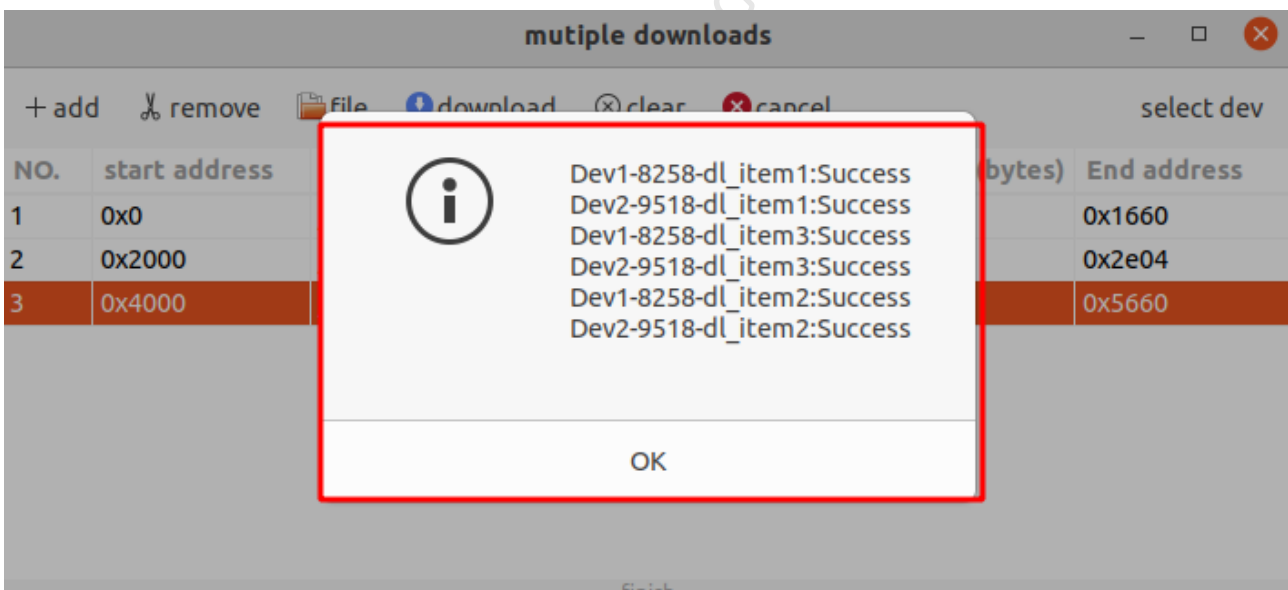 mutiple downloads
+ add remove file download clear cancel select dev
NO. start address (bytes) End address
1 0x0 0x1660
2 0x2000 0x2e04
3 0x4000 0x5660
Dev1-8258-dl_item1:Success
Dev2-9518-dl_item1:Success
Dev1-8258-dl_item3:Success
Dev2-9518-dl_item3:Success
Dev1-8258-dl_item2:Success
Dev2-9518-dl_item2:Success
OK
finish